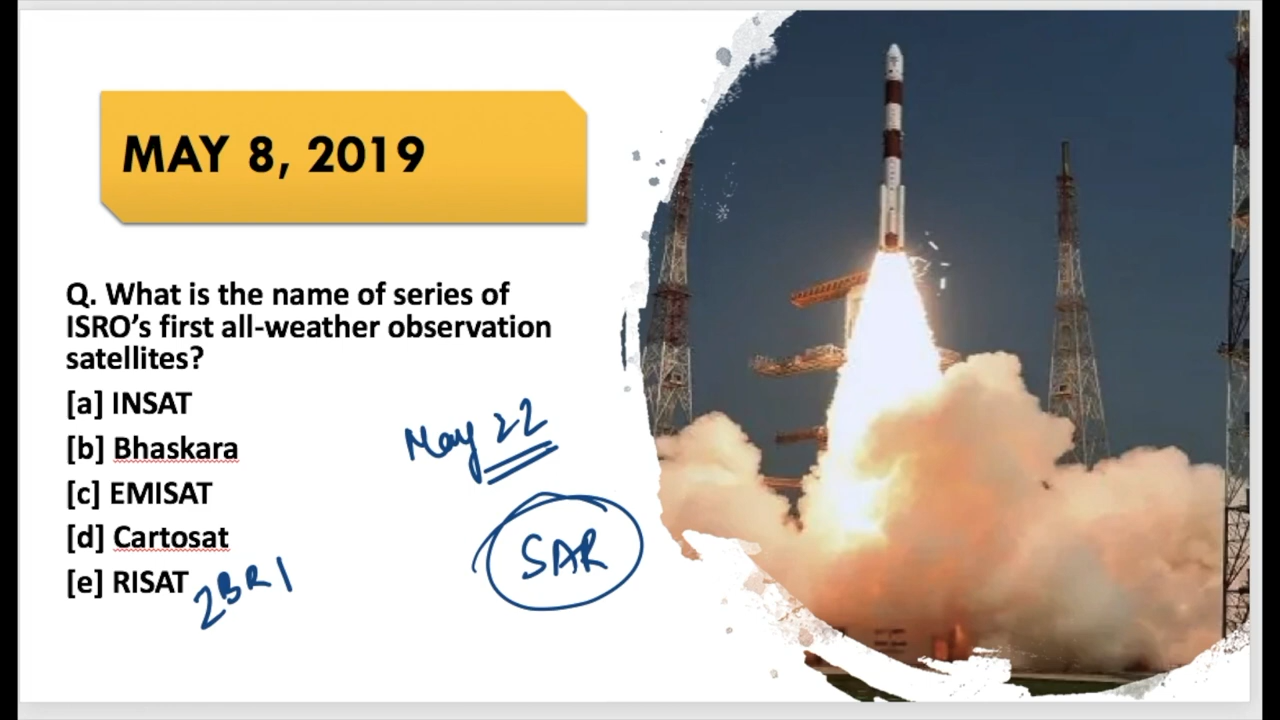 MAY 8, 2019
Q. What is the name of series of
ISRO's first all-weather observation
satellites?
[a] INSAT
[b] Bhaskara
[c] EMISAT
[d] Cartosat
[e] RISAT 2BR1
May 22
SAR